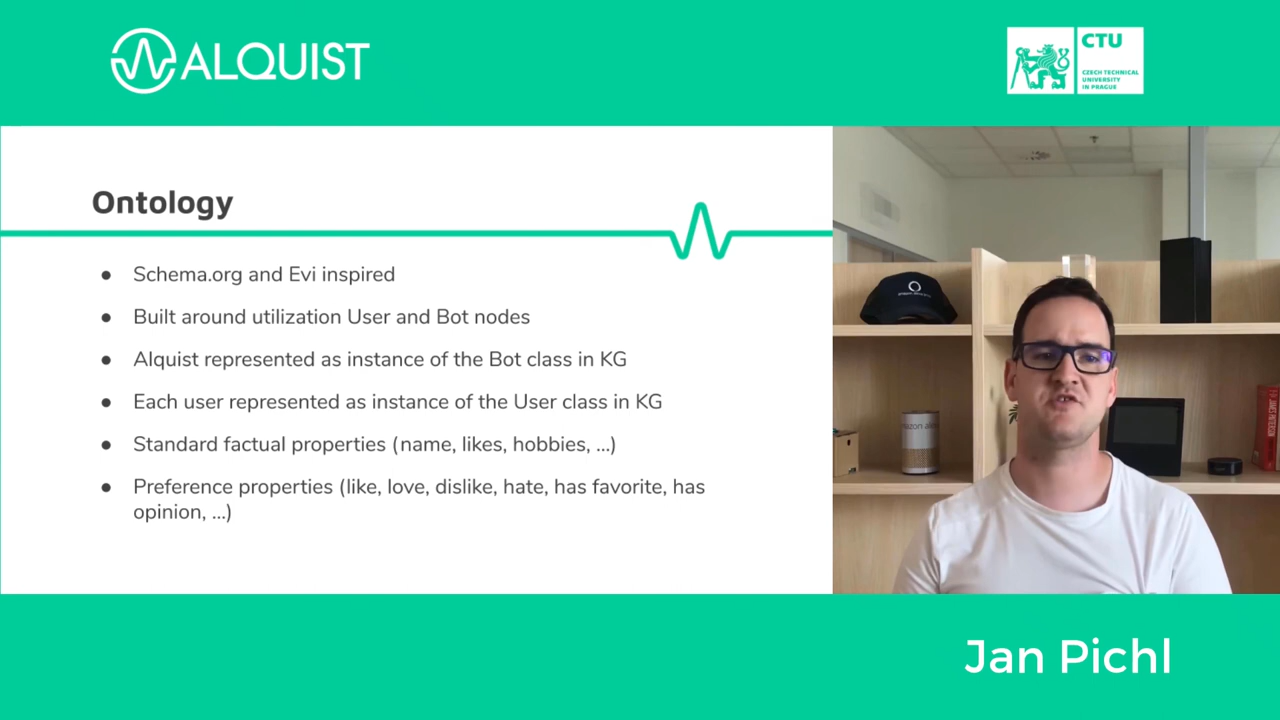 ALQUIST
CTU
CZECH TECHNICAL
UNIVERSITY
IN PRAGUE
Ontology
● Schema.org and Evi inspired
● Built around utilization User and Bot nodes
● Alquist represented as instance of the Bot class in KG
● Each user represented as instance of the User class in KG
● Standard factual properties (name, likes, hobbies, ...)
● Preference properties (like, love, dislike, hate, has favorite, has
opinion, ...)
Jan Pichl